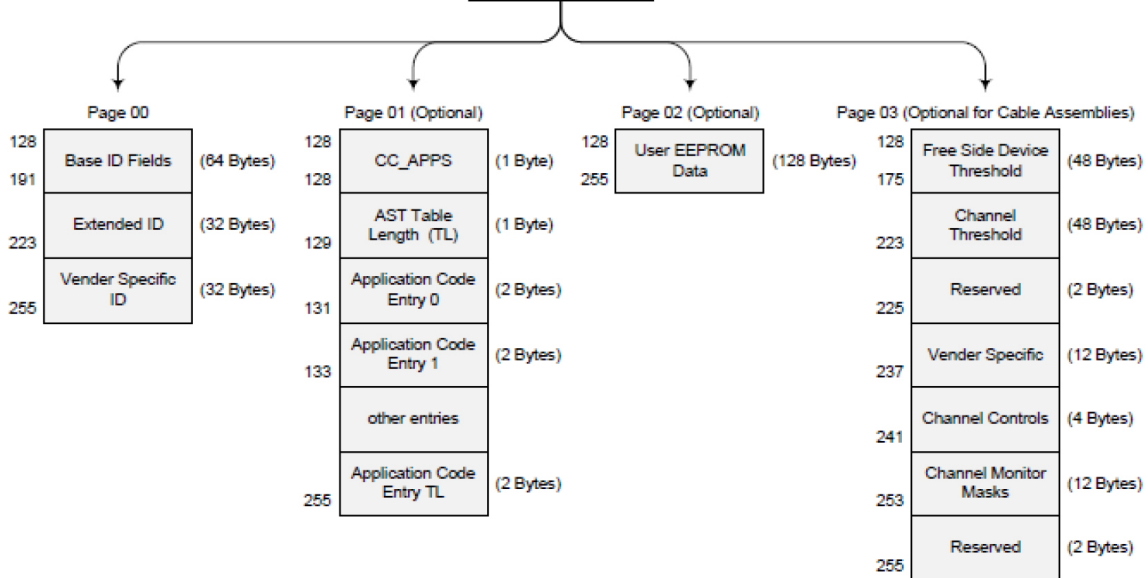 Page 00
128
Base ID Fields
(64 Bytes)
191
Extended ID
(32 Bytes)
223
Vender Specific
ID
(32 Bytes)
255
Page 01 (Optional)
128
CC_APPS
(1 Byte)
128
AST Table
Length (TL)
(1 Byte)
129
Application Code
Entry 0
(2 Bytes)
131
Application Code
Entry 1
(2 Bytes)
133
other entries
Application Code
Entry TL
(2 Bytes)
255
Page 02 (Optional)
128
User EEPROM
Data
(128 Bytes)
255
Page 03 (Optional for Cable Assemblies)
128
Free Side Device
Threshold
(48 Bytes)
175
Channel
Threshold
(48 Bytes)
223
Reserved
(2 Bytes)
225
Vender Specific
(12 Bytes)
237
Channel Controls
(4 Bytes)
241
Channel Monitor
Masks
(12 Bytes)
253
Reserved
(2 Bytes)
255